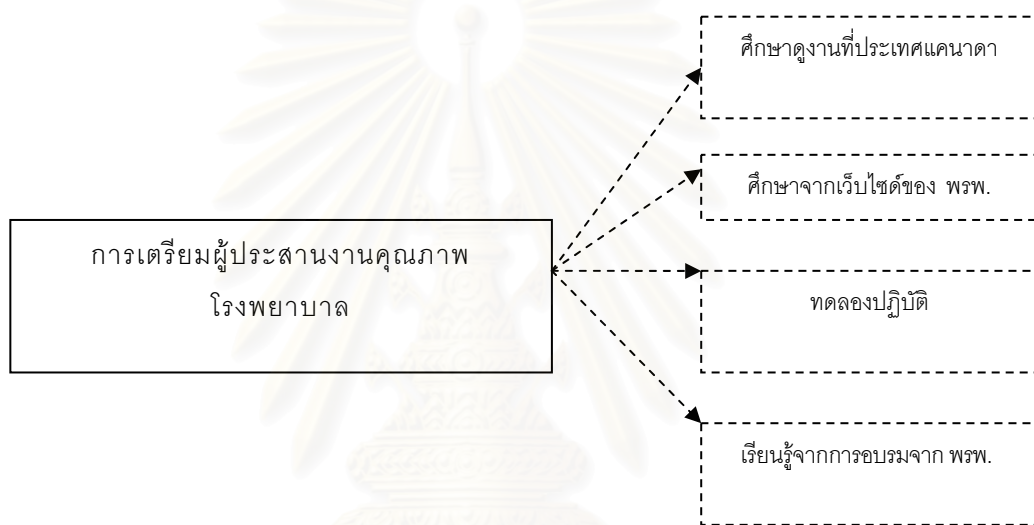 ศึกษาดูงานที่ประเทศแคนาดา
ศึกษาจากเว็บไซด์ของ พรพ.
การเตรียมผู้ประสานงานคุณภาพ
โรงพยาบาล
ทดลองปฏิบัติ
เรียนรู้จากการอบรมจาก พรพ.